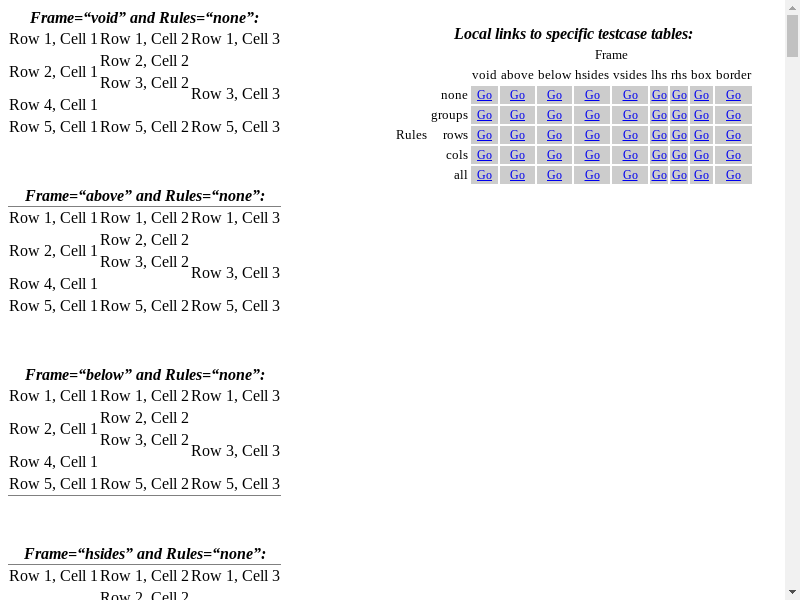 Frame=“void” and Rules=“none”:
Row 1, Cell 1 Row 1, Cell 2 Row 1, Cell 3
Row 2, Cell 1 Row 2, Cell 2
Row 3, Cell 2 Row 3, Cell 3
Row 4, Cell 1
Row 5, Cell 1 Row 5, Cell 2 Row 5, Cell 3
Frame=“above” and Rules=“none”:
Row 1, Cell 1 Row 1, Cell 2 Row 1, Cell 3
Row 2, Cell 1 Row 2, Cell 2
Row 3, Cell 2 Row 3, Cell 3
Row 4, Cell 1
Row 5, Cell 1 Row 5, Cell 2 Row 5, Cell 3
Frame=“below” and Rules=“none”:
Row 1, Cell 1 Row 1, Cell 2 Row 1, Cell 3
Row 2, Cell 1 Row 2, Cell 2
Row 3, Cell 2 Row 3, Cell 3
Row 4, Cell 1
Row 5, Cell 1 Row 5, Cell 2 Row 5, Cell 3
Frame=“hsides” and Rules=“none”:
Row 1, Cell 1 Row 1, Cell 2 Row 1, Cell 3
Row 2, Cell 2
Local links to specific testcase tables:
Frame
void above below hsides vsides lhs rhs box border
none Go Go Go Go Go Go Go Go Go
groups Go Go Go Go Go Go Go Go Go
Rules rows Go Go Go Go Go Go Go Go Go
cols Go Go Go Go Go Go Go Go Go
all Go Go Go Go Go Go Go Go Go